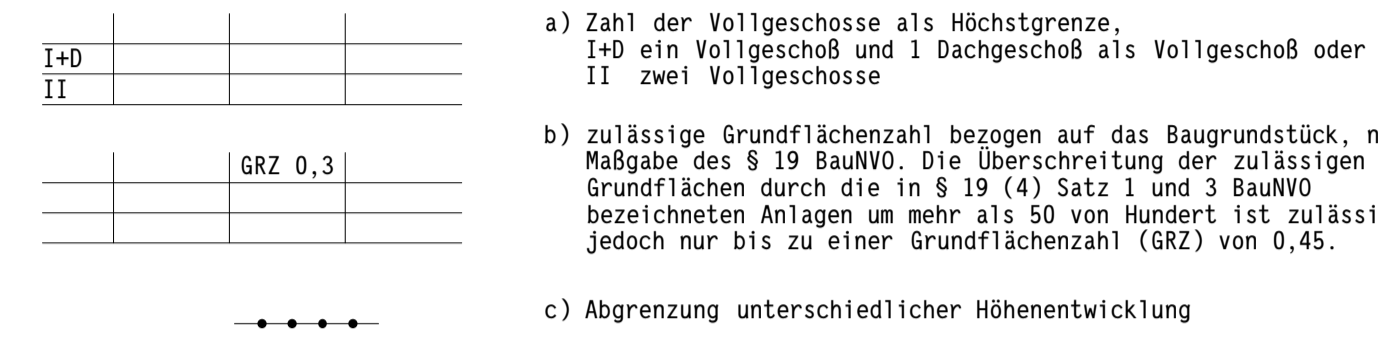 a) Zahl der Vollgeschosse als Höchstgrenze,
I+D
I+D ein Vollgeschoß und 1 Dachgeschoß als Vollgeschoß oder
II
II zwei Vollgeschosse
b) zulässige Grundflächenzahl bezogen auf das Baugrundstück, n
GRZ 0,3
Maßgabe des § 19 BauNVO. Die Überschreitung der zulässigen
Grundflächen durch die in § 19 (4) Satz 1 und 3 BauNVO
bezeichneten Anlagen um mehr als 50 von Hundert ist zulässi
jedoch nur bis zu einer Grundflächenzahl (GRZ) von 0,45.
c) Abgrenzung unterschiedlicher Höhenentwicklung